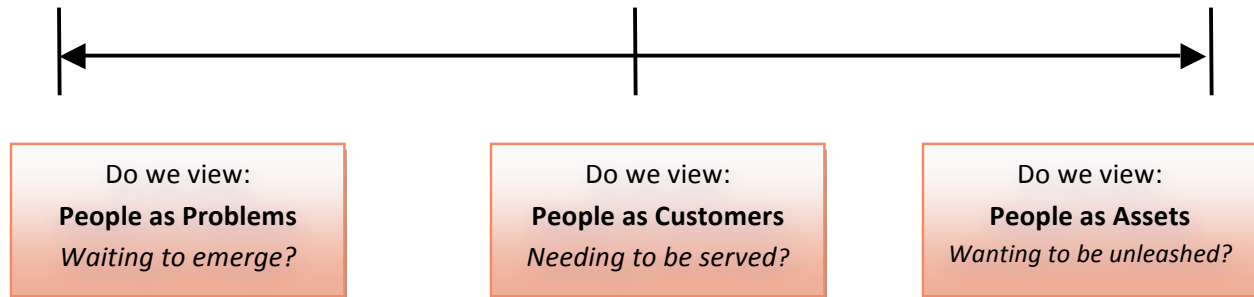 Do we view:
People as Problems
Waiting to emerge?
Do we view:
People as Customers
Needing to be served?
Do we view:
People as Assets
Wanting to be unleashed?